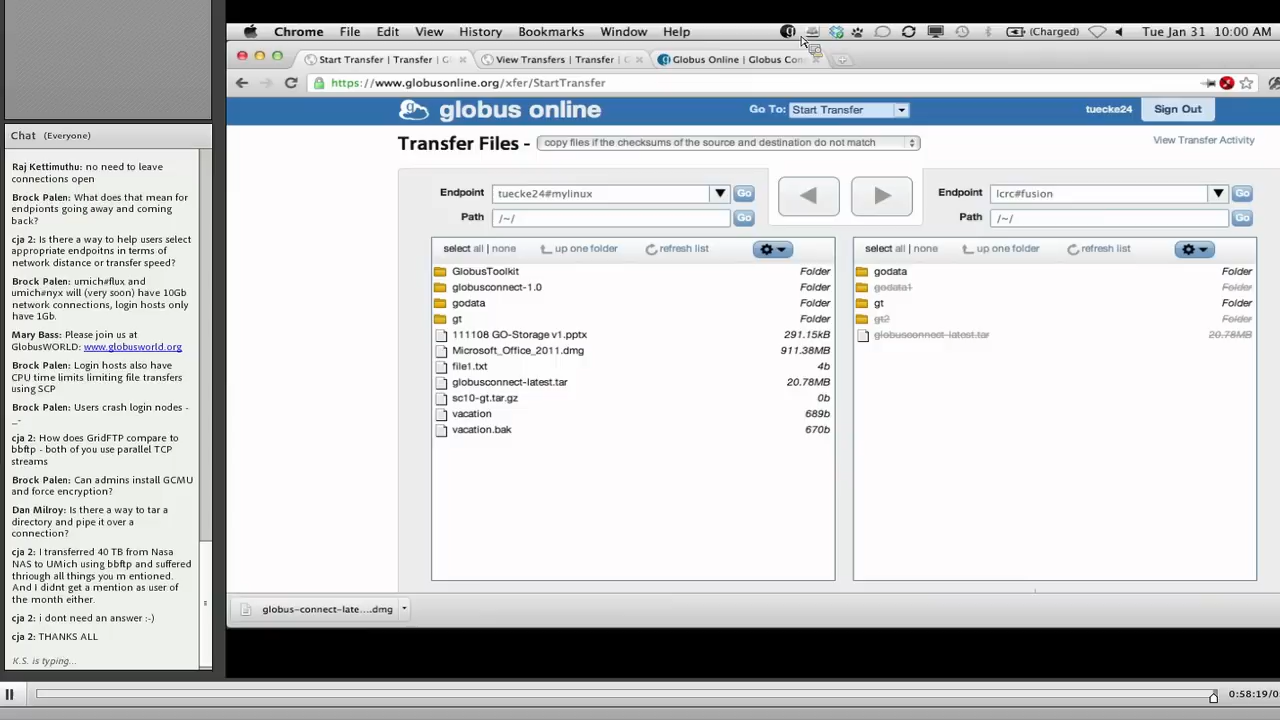 Chrome File Edit View History Bookmarks Window Help (Charged) Tue Jan 31 10:00 AM
Start Transfer | Transfer | G View Transfers | Transfer | Globus Online | Globus Con
https://www.globusonline.org/xfer/StartTransfer
globus online Go To: Start Transfer tuecke24 Sign Out
Transfer Files - copy files if the checksums of the source and destination do not match View Transfer Activity
Endpoint tuecke24#mylinux Go Endpoint lcrc#fusion Go
Path /~/ Go Path /~/ Go
select all | none up one folder refresh list select all | none up one folder refresh list
GlobusToolkit Folder
globusconnect-1.0 Folder
godata Folder
gt Folder
111108 GO-Storage v1.pptx 291.15kB
Microsoft_Office_2011.dmg 911.38MB
file1.txt 4b
globusconnect-latest.tar 20.78MB
sc10-gt.tar.gz 0b
vacation 689b
vacation.bak 670b
godata Folder
godata1 Folder
gt Folder
gt2 Folder
globusconnect-latest.tar 20.78MB
globus-connect-late....dmg
Chat (Everyone)
Raj Kettimuthu: no need to leave
connections open
Brock Palen: What does that mean for
endpionts going away and coming
back?
cja 2: Is there a way to help users select
appropriate endpoitns in terms of
network distance or transfer speed?
Brock Palen: umich#flux and
umich#nyx will (very soon) have 10Gb
network connections, login hosts only
have 1Gb.
Mary Bass: Please join us at
GlobusWORLD: www.globusworld.org
Brock Palen: Login hosts also have
CPU time limits limiting file transfers
using SCP
Brock Palen: Users crash login nodes -
_-
cja 2: How does GridFTP compare to
bbftp - both of you use parallel TCP
streams
Brock Palen: Can admins install GCMU
and force encryption?
Dan Milroy: Is there a way to tar a
directory and pipe it over a
connection?
cja 2: I transferred 40 TB from Nasa
NAS to UMich using bbftp and suffered
thriough all things you m entioned.
And I didnt get a mention as user of
the month either.
cja 2: i dont need an answer :-)
cja 2: THANKS ALL
K.S. is typing...
0:58:19/0